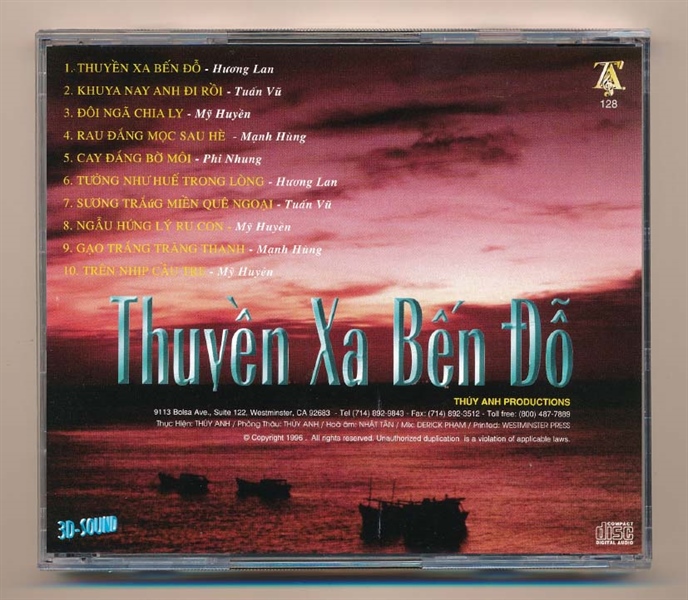 1. THUYỀN XA BẾN ĐỖ - Hương Lan
2. KHUYA NAY ANH ĐI RỒI - Tuấn Vũ
3. ĐÔI NGÃ CHIA LY - Mỹ Huyền
4. RAU ĐẮNG MỌC SAU HÈ - Mạnh Hùng
5. CAY ĐẮNG BỜ MÔI - Phi Nhung
6. TƯỞNG NHƯ HUẾ TRONG LÒNG - Hương Lan
7. SƯƠNG TRẮúG MIỀN QUÊ NGOẠI - Tuấn Vũ
8. NGẪU HỨNG LÝ RU CON - Mỹ Huyền
9. GẠO TRẮNG TRĂNG THANH - Mạnh Hùng
10. TRÊN NHỊP CẦU TRE - Mỹ Huyền
TA
128
Thuyền Xa Bến Đỗ
THÚY ANH PRODUCTIONS
9113 Bolsa Ave., Suite 122, Westminster, CA 92683 - Tel (714) 892-9843 - Fax: (714) 892-3512 - Toll free: (800) 487-7889
Thực Hiện: THÚY ANH / Phòng Thâu: THÚY ANH / Hoà âm: NHẬT TẤN / Mix: DERICK PHẠM / Printed: WESTMINSTER PRESS
© Copyright 1996 . All rights reserved. Unauthorized duplication is a violation of applicable laws.
3D-SOUND
COMPACT
disc
DIGITAL AUDIO